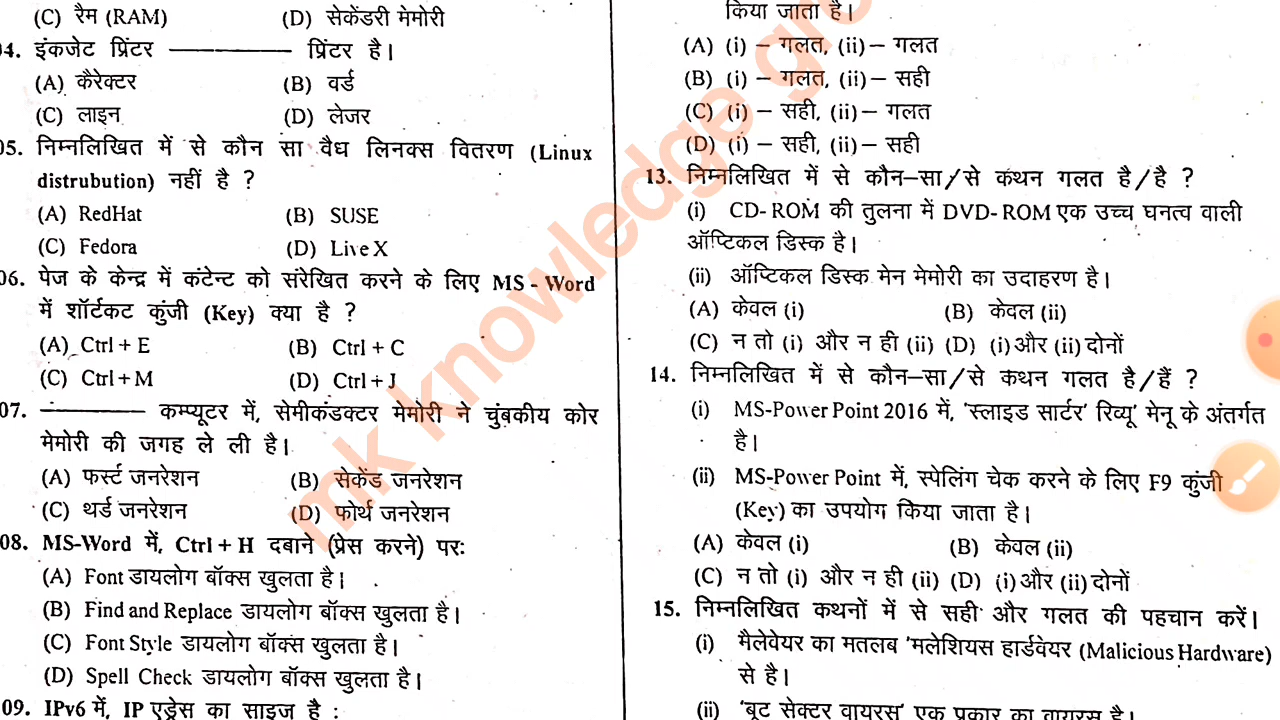 (C) रैम (RAM) (D) सेकेंडरी मेमोरी
04. इंकजेट प्रिंटर ———— प्रिंटर है।
(A) कैरेक्टर (B) वर्ड
(C) लाइन (D) लेजर
05. निम्नलिखित में से कौन सा वैध लिनक्स वितरण (Linux
distrubution) नहीं है ?
(A) RedHat (B) SUSE
(C) Fedora (D) Live X
06. पेज के केन्द्र में कंटेन्ट को संरेखित करने के लिए MS - Word
में शॉर्टकट कुंजी (Key) क्या है ?
(A) Ctrl + E (B) Ctrl + C
(C) Ctrl + M (D) Ctrl + J
07. ———— कम्प्यूटर में, सेमीकंडक्टर मेमोरी ने चुंबकीय कोर
मेमोरी की जगह ले ली है।
(A) फर्स्ट जनरेशन (B) सेकेंड जनरेशन
(C) थर्ड जनरेशन (D) फोर्थ जनरेशन
08. MS-Word में, Ctrl + H दबाने (प्रेस करने) पर:
(A) Font डायलोग बॉक्स खुलता है।
(B) Find and Replace डायलोग बॉक्स खुलता है।
(C) Font Style डायलोग बॉक्स खुलता है।
(D) Spell Check डायलोग बॉक्स खुलता है।
09. IPv6 में, IP एड्रेस का साइज है :
किया जाता है।
(A) (i) – गलत, (ii) – गलत
(B) (i) – गलत, (ii) – सही
(C) (i) – सही, (ii) – गलत
(D) (i) – सही, (ii) – सही
13. निम्नलिखित में से कौन–सा/से कथन गलत है/है ?
(i) CD- ROM की तुलना में DVD- ROM एक उच्च घनत्व वाली
ऑप्टिकल डिस्क है।
(ii) ऑप्टिकल डिस्क मेन मेमोरी का उदाहरण है।
(A) केवल (i) (B) केवल (ii)
(C) न तो (i) और न ही (ii) (D) (i) और (ii) दोनों
14. निम्नलिखित में से कौन–सा/से कथन गलत है/हैं ?
(i) MS-Power Point 2016 में, 'स्लाइड सार्टर' रिव्यू' मेनू के अंतर्गत
है।
(ii) MS-Power Point में, स्पेलिंग चेक करने के लिए F9 कुंजी
(Key) का उपयोग किया जाता है।
(A) केवल (i) (B) केवल (ii)
(C) न तो (i) और न ही (ii) (D) (i) और (ii) दोनों
15. निम्नलिखित कथनों में से सही और गलत की पहचान करें।
(i) मैलेवेयर का मतलब 'मलेशियस हार्डवेयर (Malicious Hardware)
से है।
(ii) 'बूट सेक्टर वायरस' एक प्रकार का वायरस है।
mk knowledge